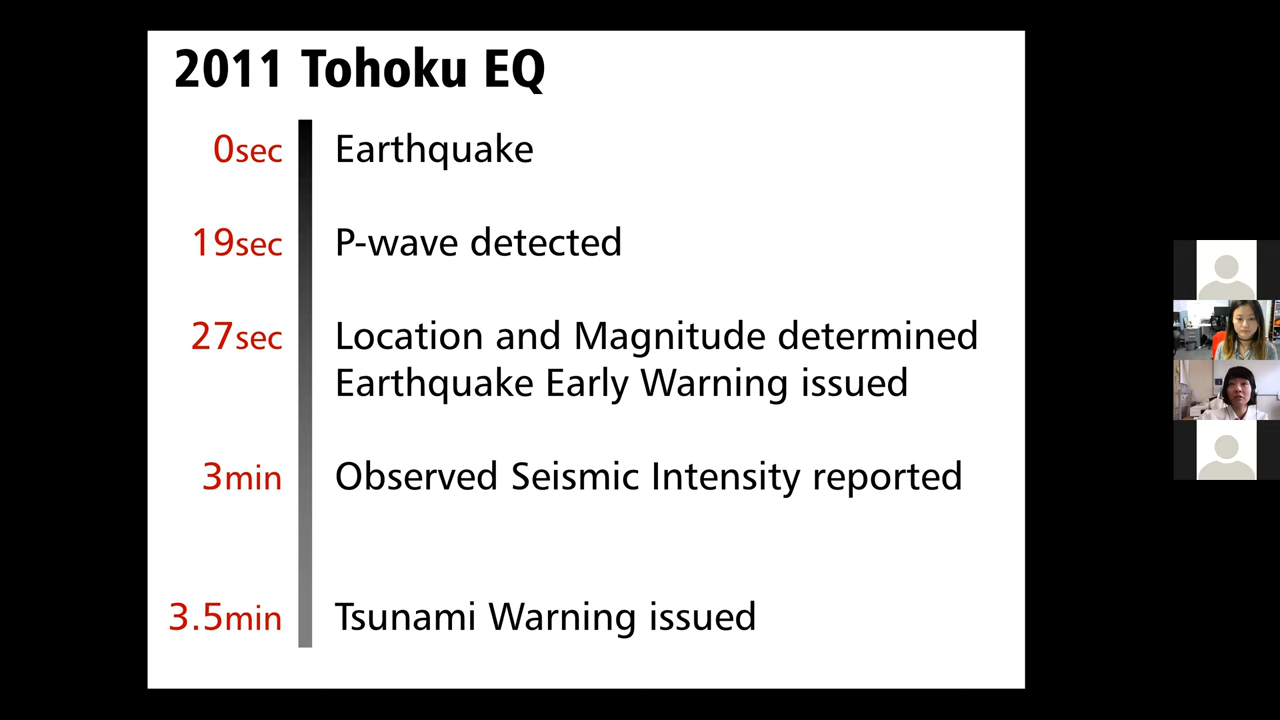 2011 Tohoku EQ
0sec Earthquake
19sec P-wave detected
27sec Location and Magnitude determined
Earthquake Early Warning issued
3min Observed Seismic Intensity reported
3.5min Tsunami Warning issued